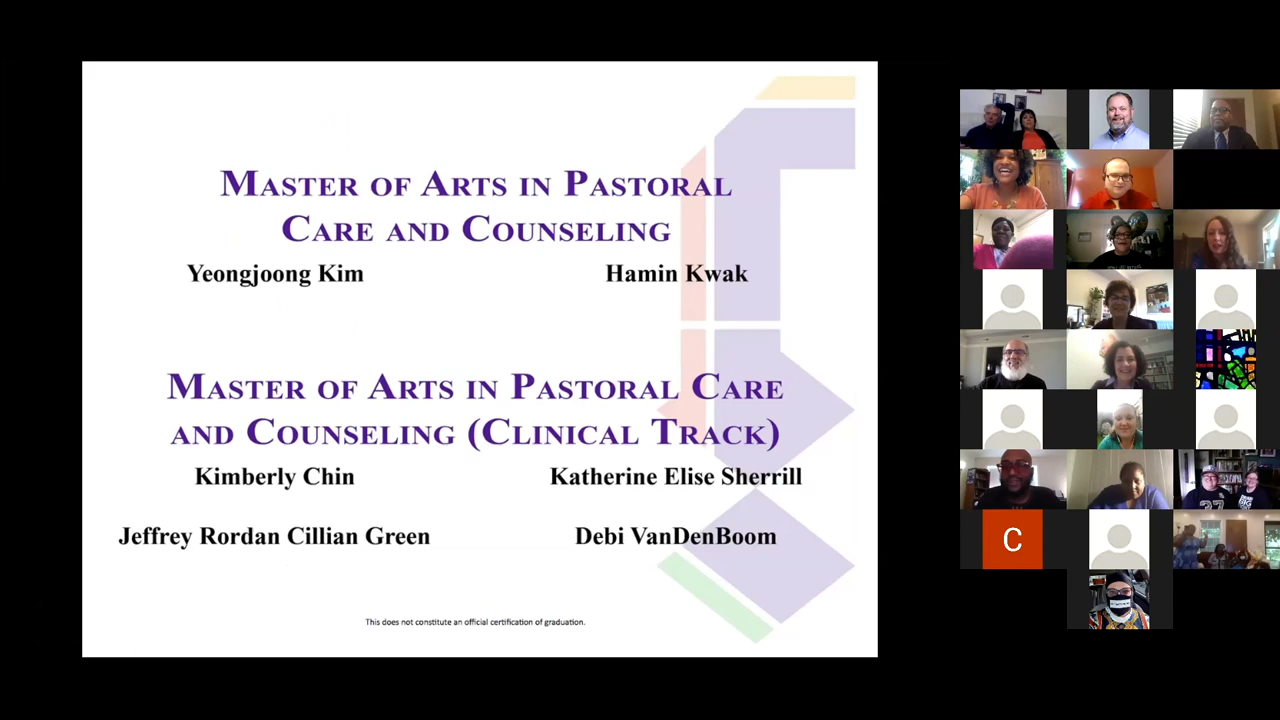 Master of Arts in Pastoral
Care and Counseling
Yeongjoong Kim Hamin Kwak
Master of Arts in Pastoral Care
and Counseling (Clinical Track)
Kimberly Chin Katherine Elise Sherrill
Jeffrey Rordan Cillian Green Debi VanDenBoom
This does not constitute an official certification of graduation.
C